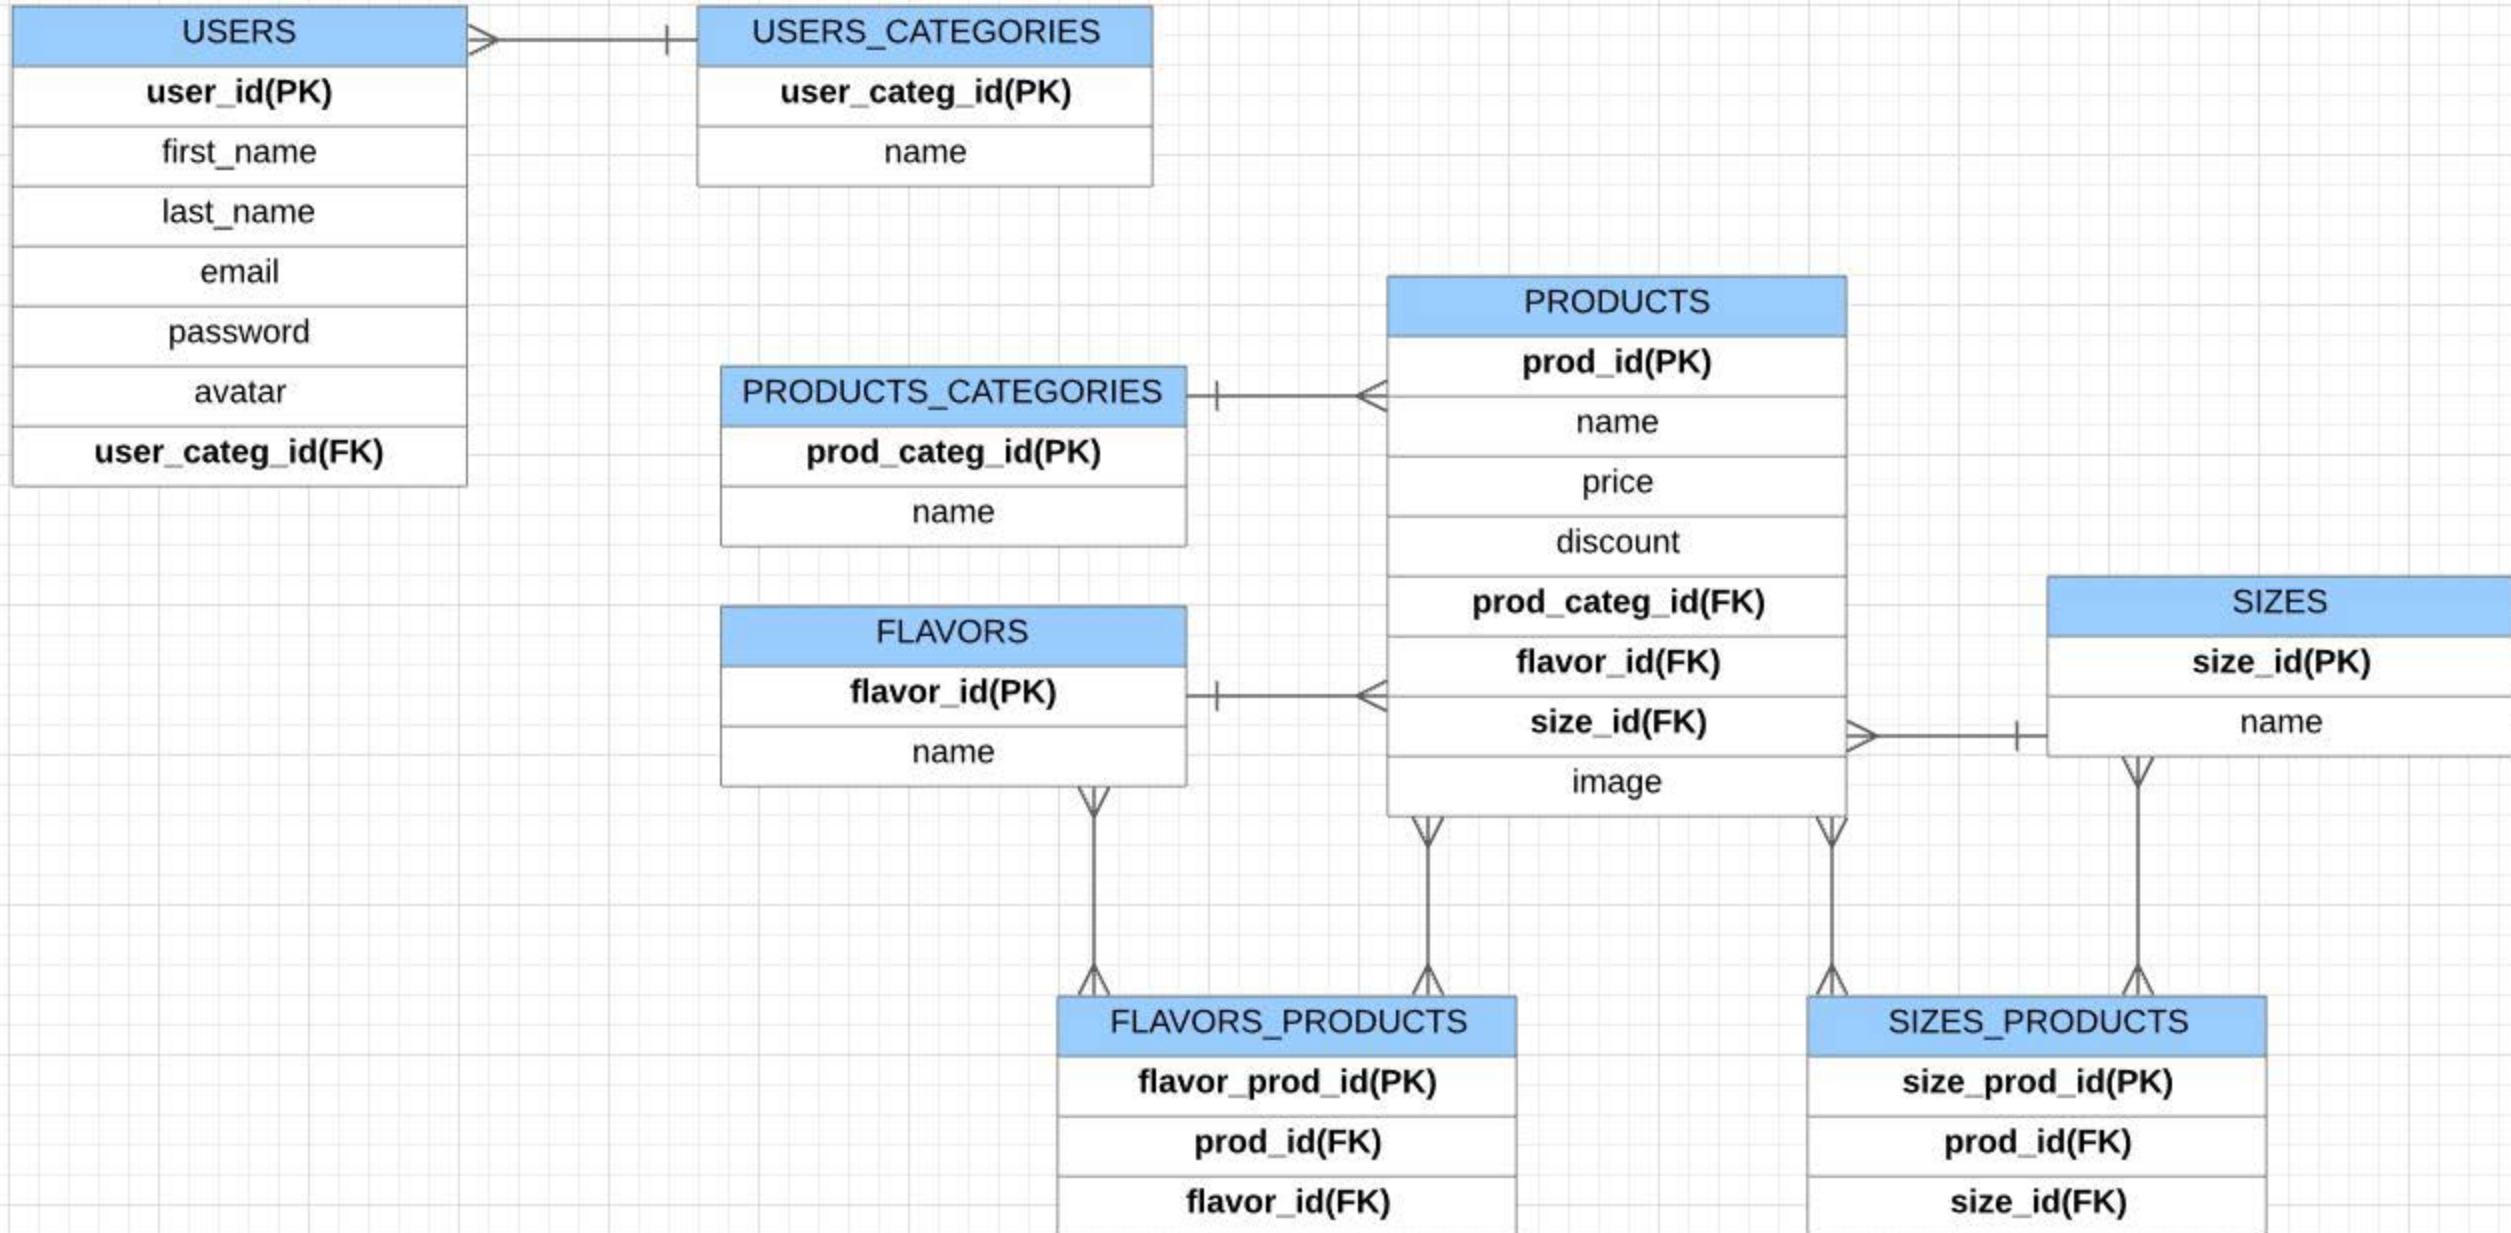 USERS
user_id(PK)
first_name
last_name
email
password
avatar
user_categ_id(FK)
USERS_CATEGORIES
user_categ_id(PK)
name
PRODUCTS_CATEGORIES
prod_categ_id(PK)
name
FLAVORS
flavor_id(PK)
name
PRODUCTS
prod_id(PK)
name
price
discount
prod_categ_id(FK)
flavor_id(FK)
size_id(FK)
image
SIZES
size_id(PK)
name
FLAVORS_PRODUCTS
flavor_prod_id(PK)
prod_id(FK)
flavor_id(FK)
SIZES_PRODUCTS
size_prod_id(PK)
prod_id(FK)
size_id(FK)